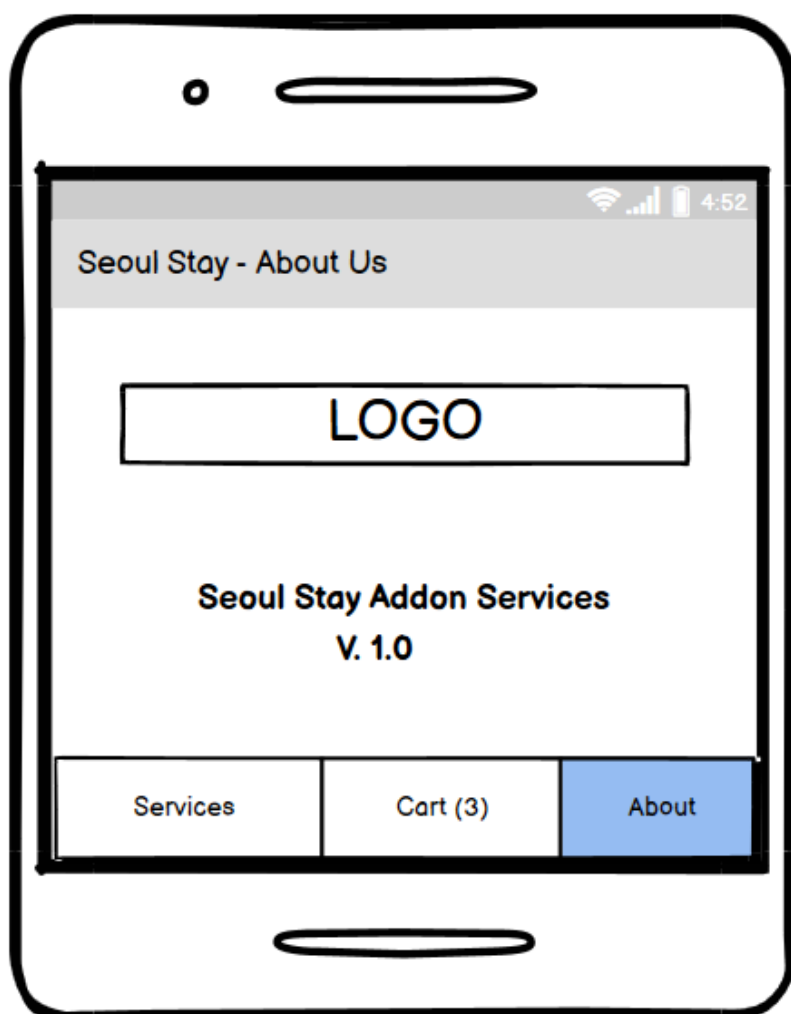 4:52
Seoul Stay - About Us
LOGO
Seoul Stay Addon Services
V. 1.0
Services Cart (3) About